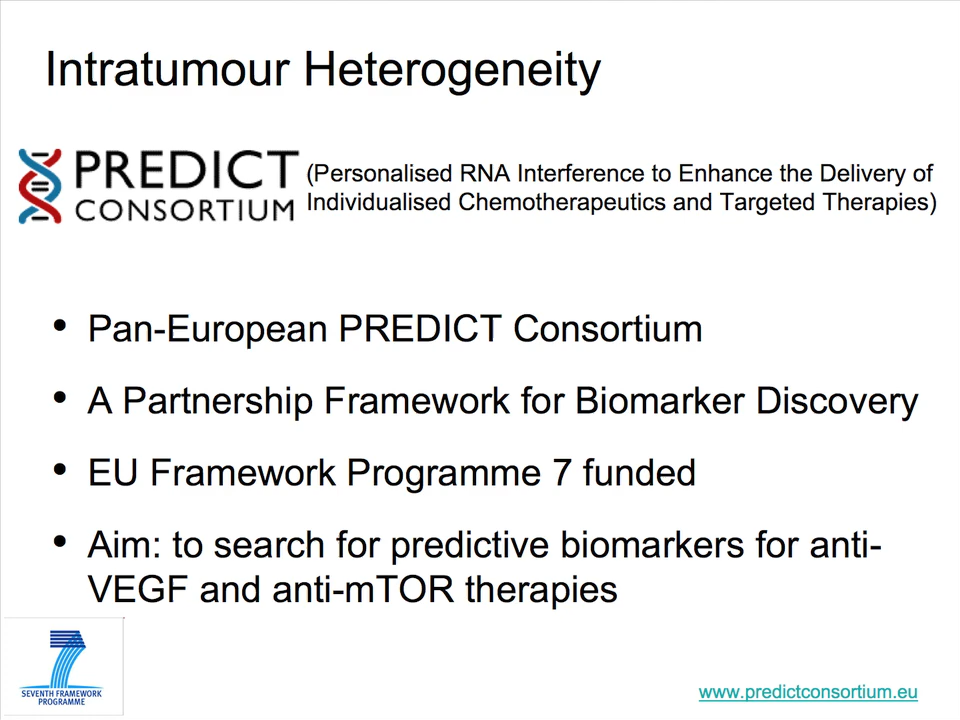 Intratumour Heterogeneity
PREDICT
CONSORTIUM
(Personalised RNA Interference to Enhance the Delivery of
Individualised Chemotherapeutics and Targeted Therapies)
• Pan-European PREDICT Consortium
• A Partnership Framework for Biomarker Discovery
• EU Framework Programme 7 funded
• Aim: to search for predictive biomarkers for anti-
VEGF and anti-mTOR therapies
7
SEVENTH FRAMEWORK
PROGRAMME
www.predictconsortium.eu